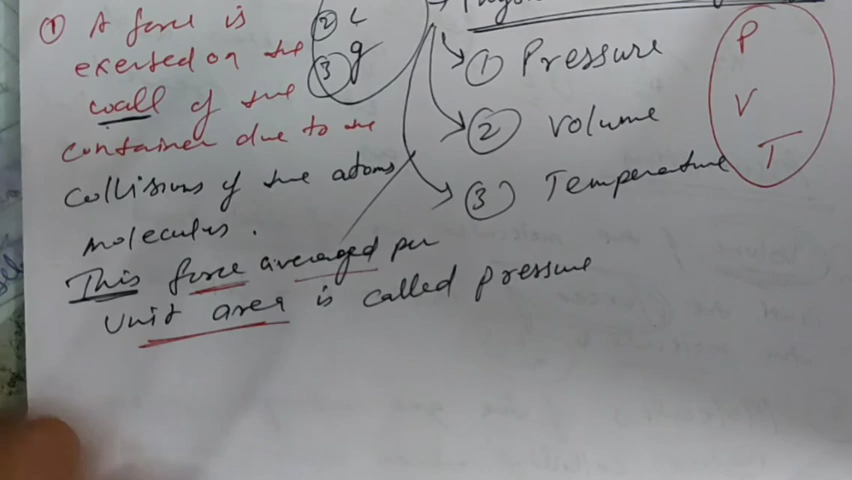 ① A force is
exerted on the
wall of the
container due to the
collisions of the atoms
molecules.
This force averaged per
unit area is called pressure
② L
③ g
① Pressure
② Volume
③ Temperature
P
V
T